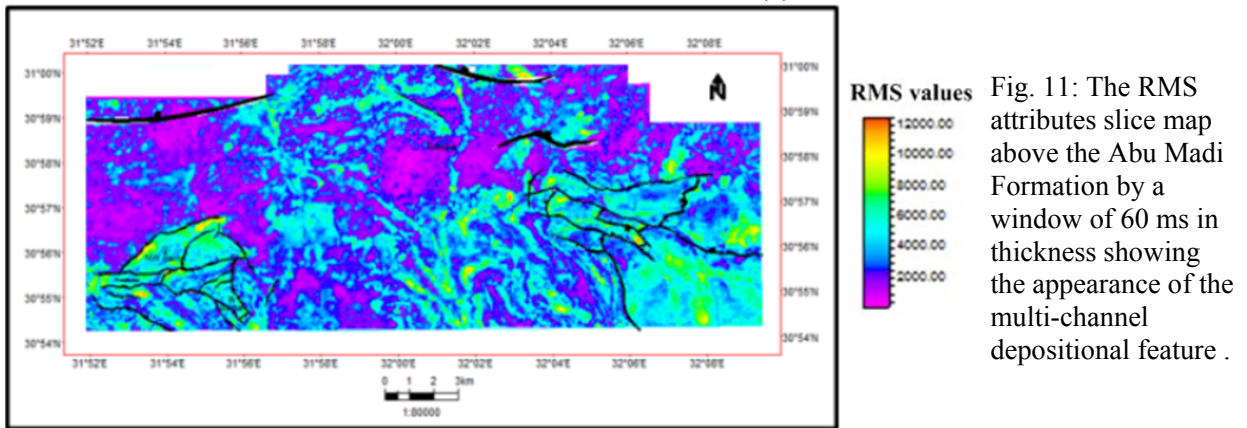 31°52'E 31°54'E 31°56'E 31°58'E 32°00'E 32°02'E 32°04'E 32°06'E 32°08'E
31°00'N 31°00'N
30°59'N 30°59'N
30°58'N 30°58'N
30°57'N 30°57'N
30°56'N 30°56'N
30°55'N 30°55'N
30°54'N 30°54'N
31°52'E 31°54'E 31°56'E 31°58'E 32°00'E 32°02'E 32°04'E 32°06'E 32°08'E
N
0 1 2 3km
1:80000
RMS values
12000.00
10000.00
8000.00
6000.00
4000.00
2000.00
Fig. 11: The RMS
attributes slice map
above the Abu Madi
Formation by a
window of 60 ms in
thickness showing
the appearance of the
multi-channel
depositional feature .